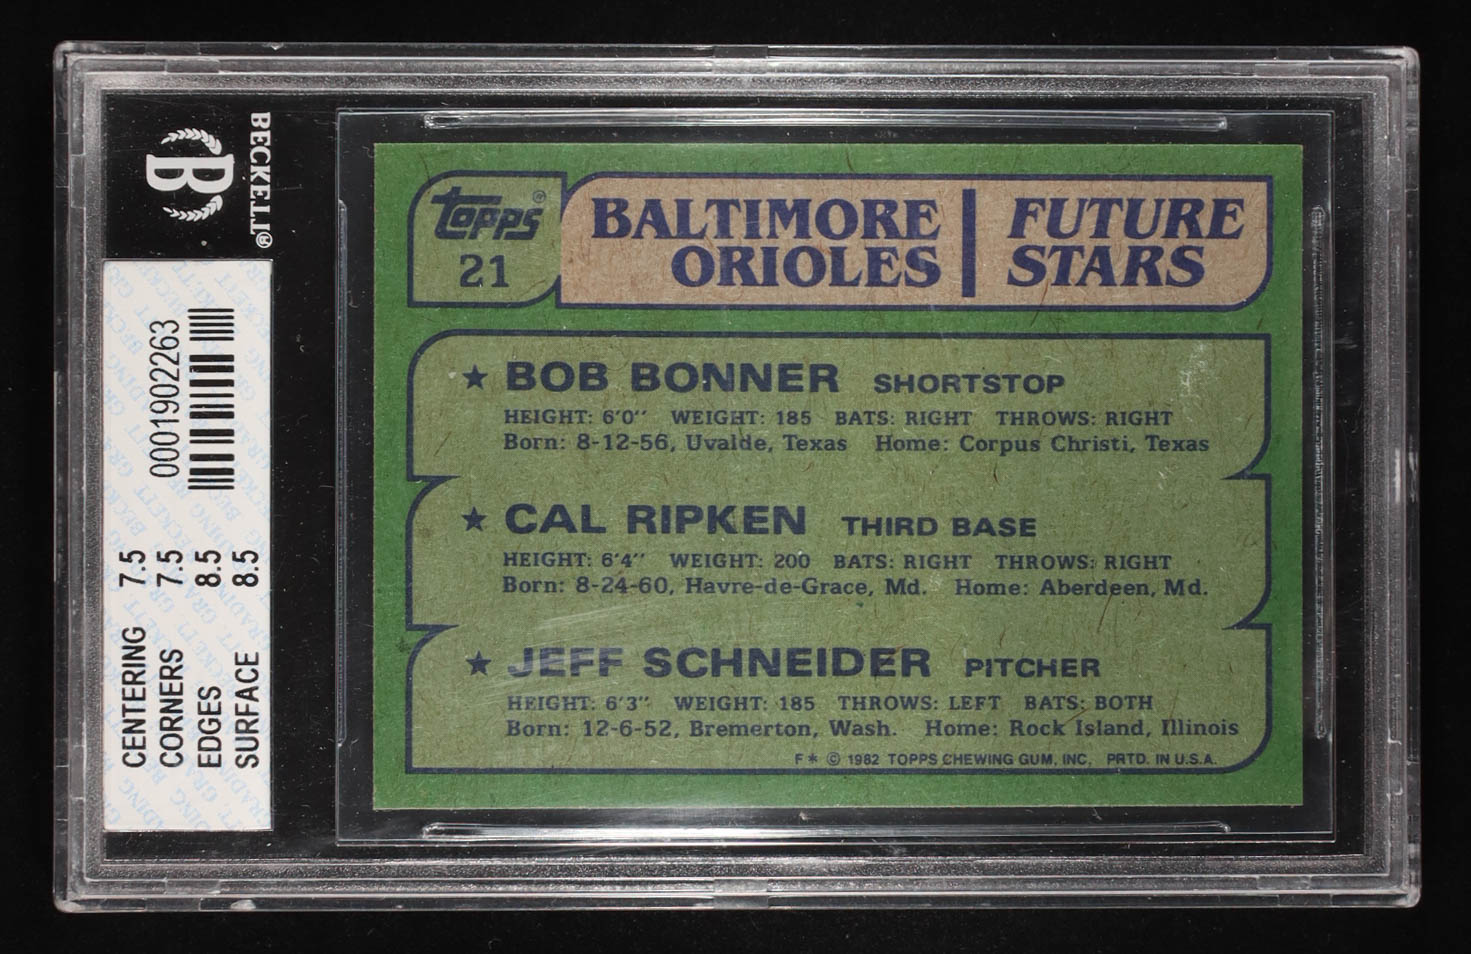 BECKETT®
B
0001902263
CENTERING 7.5
CORNERS 7.5
EDGES 8.5
SURFACE 8.5
topps®
21
BALTIMORE
ORIOLES
FUTURE
STARS
★ BOB BONNER SHORTSTOP
HEIGHT: 6'0" WEIGHT: 185 BATS: RIGHT THROWS: RIGHT
Born: 8-12-56, Uvalde, Texas Home: Corpus Christi, Texas
★ CAL RIPKEN THIRD BASE
HEIGHT: 6'4" WEIGHT: 200 BATS: RIGHT THROWS: RIGHT
Born: 8-24-60, Havre-de-Grace, Md. Home: Aberdeen, Md.
★ JEFF SCHNEIDER PITCHER
HEIGHT: 6'3" WEIGHT: 185 THROWS: LEFT BATS: BOTH
Born: 12-6-52, Bremerton, Wash. Home: Rock Island, Illinois
F* © 1982 TOPPS CHEWING GUM, INC. PRTD. IN U.S.A.